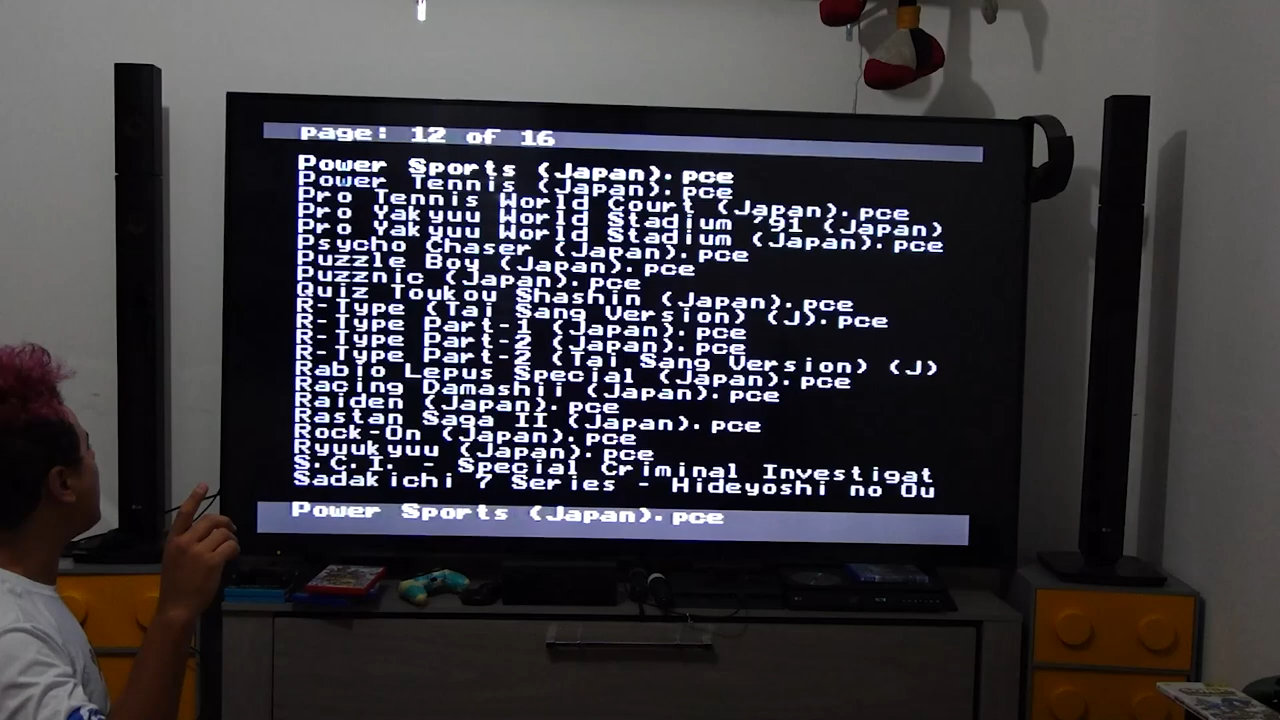 page: 12 of 16
Power Sports (Japan).pce
Power Tennis (Japan).pce
Pro Tennis World Court (Japan).pce
Pro Yakyuu World Stadium '91 (Japan)
Pro Yakyuu World Stadium (Japan).pce
Psycho Chaser (Japan).pce
Puzzle Boy (Japan).pce
Puzznic (Japan).pce
Quiz Toukou Shashin (Japan).pce
R-Type (Tai Sang Version) (J).pce
R-Type Part-1 (Japan).pce
R-Type Part-2 (Japan).pce
R-Type Part-2 (Tai Sang Version) (J)
Rabio Lepus Special (Japan).pce
Racing Damashii (Japan).pce
Raiden (Japan).pce
Rastan Saga II (Japan).pce
Rock-On (Japan).pce
Ryuukyuu (Japan).pce
S.C.I. - Special Criminal Investigat
Sadakichi 7 Series - Hideyoshi no Ou
Power Sports (Japan).pce